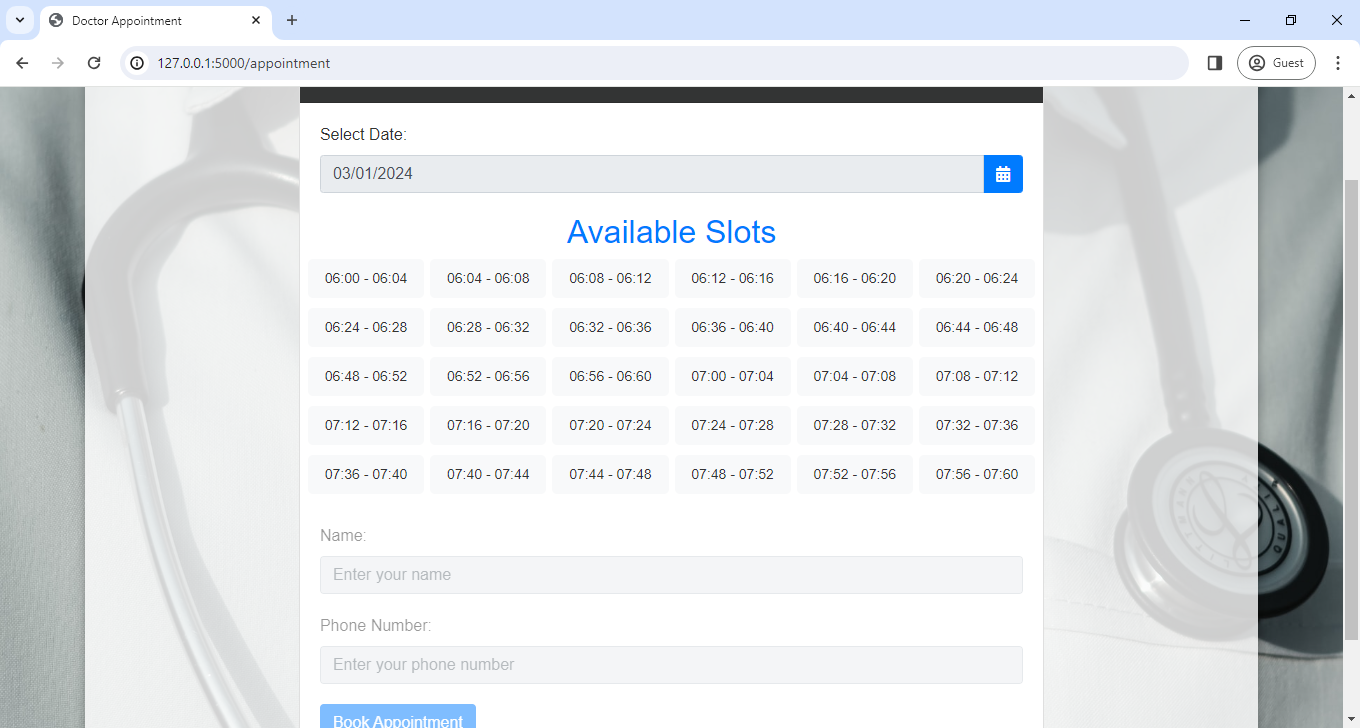 Doctor Appointment
127.0.0.1:5000/appointment
Guest
Select Date:
03/01/2024
Available Slots
06:00 - 06:04 06:04 - 06:08 06:08 - 06:12 06:12 - 06:16 06:16 - 06:20 06:20 - 06:24
06:24 - 06:28 06:28 - 06:32 06:32 - 06:36 06:36 - 06:40 06:40 - 06:44 06:44 - 06:48
06:48 - 06:52 06:52 - 06:56 06:56 - 06:60 07:00 - 07:04 07:04 - 07:08 07:08 - 07:12
07:12 - 07:16 07:16 - 07:20 07:20 - 07:24 07:24 - 07:28 07:28 - 07:32 07:32 - 07:36
07:36 - 07:40 07:40 - 07:44 07:44 - 07:48 07:48 - 07:52 07:52 - 07:56 07:56 - 07:60
Name:
Enter your name
Phone Number:
Enter your phone number
Book Appointment